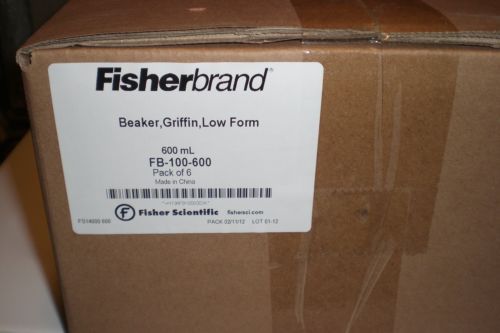 Fisherbrand®
Beaker,Griffin,Low Form
600 mL
FB-100-600
Pack of 6
Made in China
F Fisher Scientific fishersci.com
PACK 02/11/12 LOT 01-12